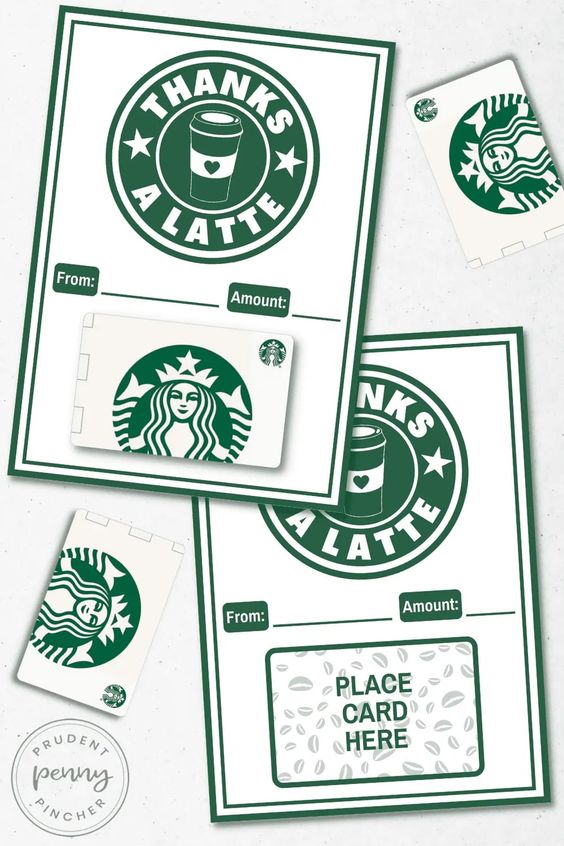 THANKS
A LATTE
From:
Amount:
NKS
A LATTE
From:
Amount:
PLACE
CARD
HERE
PRUDENT
penny
PINCHER